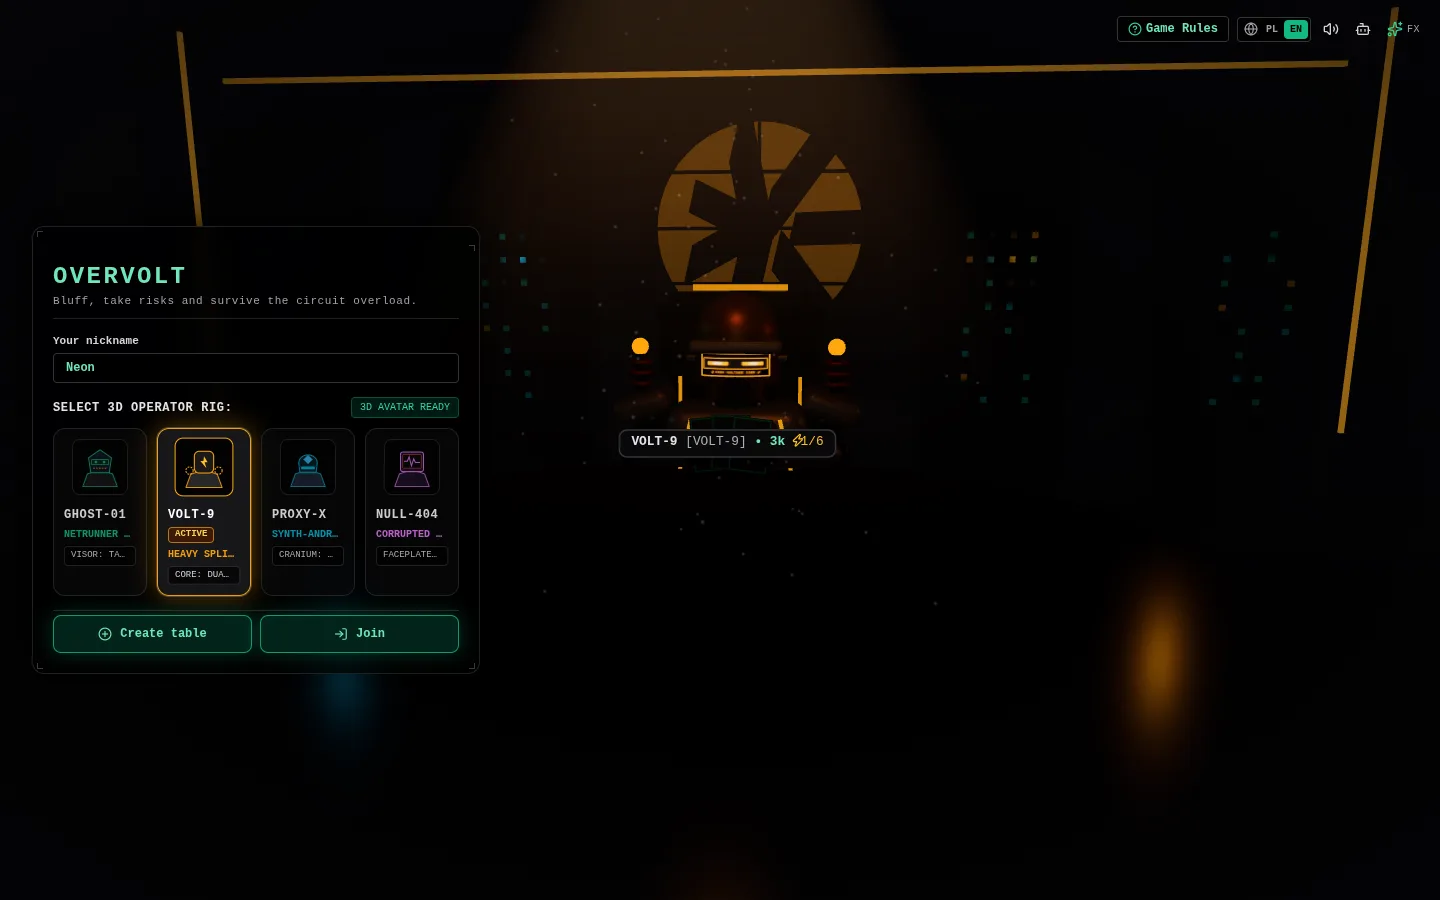 Game Rules
PL EN
FX
OVERVOLT
Bluff, take risks and survive the circuit overload.
Your nickname
Neon
SELECT 3D OPERATOR RIG:
3D AVATAR READY
GHOST-01
NETRUNNER …
VISOR: TA…
VOLT-9
ACTIVE
HEAVY SPLI…
CORE: DUA…
PROXY-X
SYNTH-ANDR…
CRANIUM: …
NULL-404
CORRUPTED …
FACEPLATE…
Create table
Join
VOLT-9 [VOLT-9] • 3k 1/6